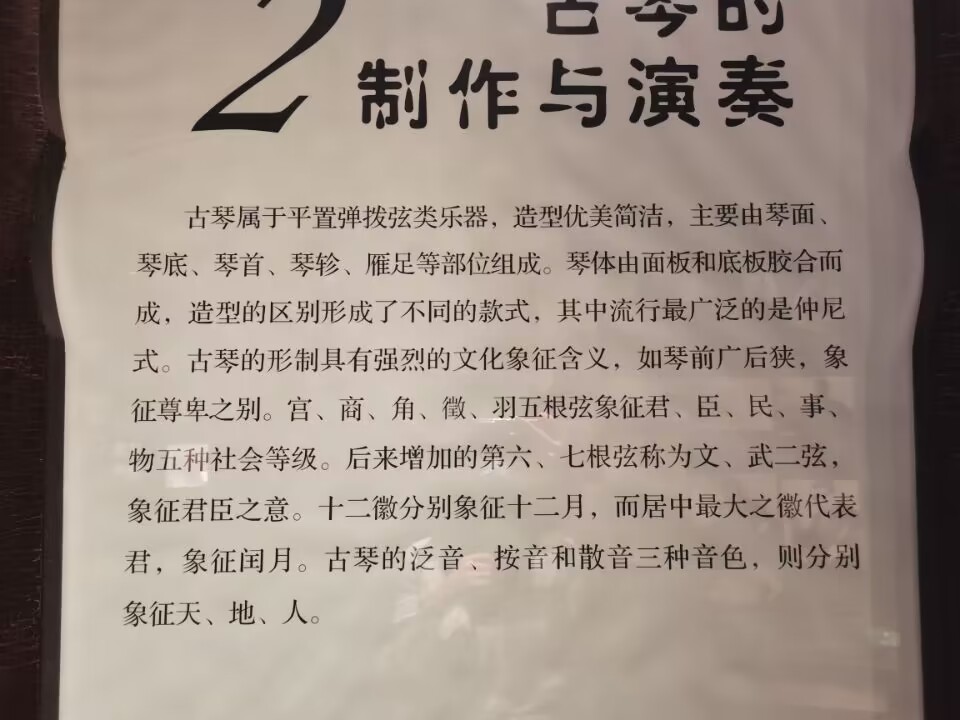 2
古琴的
制作与演奏
古琴属于平置弹拨弦类乐器，造型优美简洁，主要由琴面、
琴底、琴首、琴轸、雁足等部位组成。琴体由面板和底板胶合而
成，造型的区别形成了不同的款式，其中流行最广泛的是仲尼
式。古琴的形制具有强烈的文化象征含义，如琴前广后狭，象
征尊卑之别。宫、商、角、徵、羽五根弦象征君、臣、民、事、
物五种社会等级。后来增加的第六、七根弦称为文、武二弦，
象征君臣之意。十二徽分别象征十二月，而居中最大之徽代表
君，象征闰月。古琴的泛音、按音和散音三种音色，则分别
象征天、地、人。